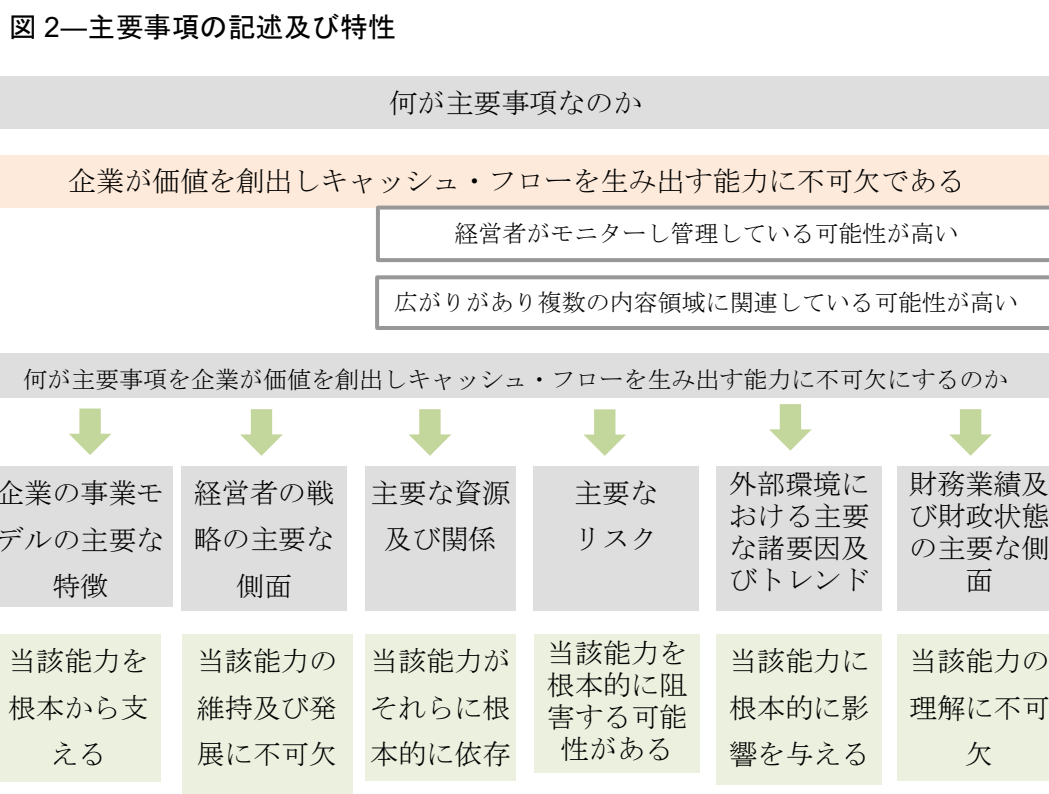 図 2—主要事項の記述及び特性
何が主要事項なのか
企業が価値を創出しキャッシュ・フローを生み出す能力に不可欠である
経営者がモニターし管理している可能性が高い
広がりがあり複数の内容領域に関連している可能性が高い
何が主要事項を企業が価値を創出しキャッシュ・フローを生み出す能力に不可欠にするのか
企業の事業モ
デルの主要な
特徴
経営者の戦
略の主要な
側面
主要な資源
及び関係
主要な
リスク
外部環境に
おける主要
な諸要因及
びトレンド
財務業績及
び財政状態
の主要な側
面
当該能力を
根本から支
える
当該能力の
維持及び発
展に不可欠
当該能力が
それらに根
本的に依存
当該能力を
根本的に阻
害する可能
性がある
当該能力に
根本的に影
響を与える
当該能力の
理解に不可
欠